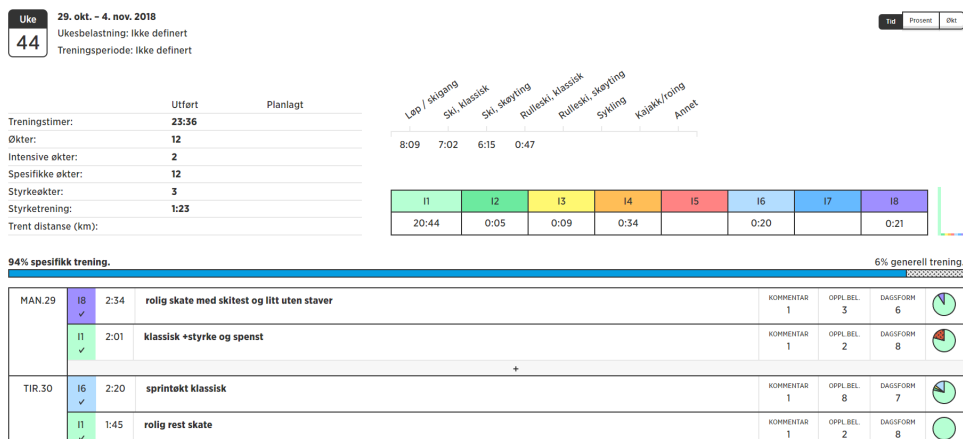 Uke
44
29. okt. – 4. nov. 2018
Ukesbelastning: Ikke definert
Treningsperiode: Ikke definert
Tid Prosent Økt
Utført Planlagt
Treningstimer: 23:36
Økter: 12
Intensive økter: 2
Spesifikke økter: 12
Styrkeøkter: 3
Styrketrening: 1:23
Trent distanse (km):
Løp / skigang
Ski, klassisk
Ski, skøyting
Rulleski, klassisk
Rulleski, skøyting
Sykling
Kajakk/roing
Annet
8:09 7:02 6:15 0:47
I1 I2 I3 I4 I5 I6 I7 I8
20:44 0:05 0:09 0:34 0:20 0:21
94% spesifikk trening. 6% generell trening.
MAN.29 I8 2:34 rolig skate med skitest og litt uten staver KOMMENTAR OPPL.BEL. DAGSFORM
✓ 1 3 6
I1 2:01 klassisk +styrke og spenst KOMMENTAR OPPL.BEL. DAGSFORM
✓ 1 2 8
+
TIR.30 I6 2:20 sprintøkt klassisk KOMMENTAR OPPL.BEL. DAGSFORM
✓ 1 8 7
I1 1:45 rolig rest skate KOMMENTAR OPPL.BEL. DAGSFORM
✓ 1 2 8